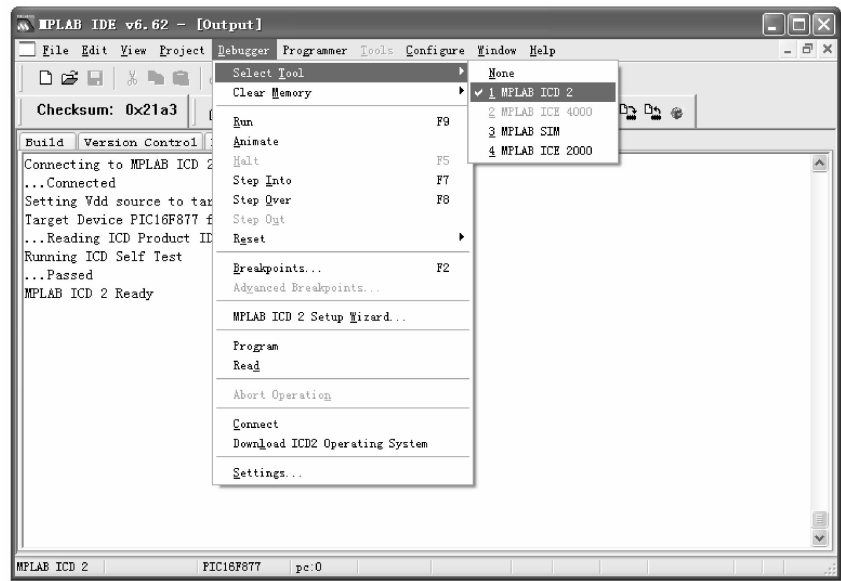 MPLAB IDE v6.62 - [Output]
File Edit View Project Debugger Programmer Tools Configure Window Help
Checksum: 0x21a3
Build Version Control
Connecting to MPLAB ICD 2
...Connected
Setting Vdd source to
Target Device PIC16F877
...Reading ICD Product ID
Running ICD Self Test
...Passed
MPLAB ICD 2 Ready
Select Tool
Clear Memory
Run F9
Animate
Halt F5
Step Into F7
Step Over F8
Step Out
Reset
Breakpoints... F2
Advanced Breakpoints...
MPLAB ICD 2 Setup Wizard...
Program
Read
Abort Operation
Connect
Download ICD2 Operating System
Settings...
None
1 MPLAB ICD 2
2 MPLAB ICE 4000
3 MPLAB SIM
4 MPLAB ICE 2000
MPLAB ICD 2 PIC16F877 pc:0